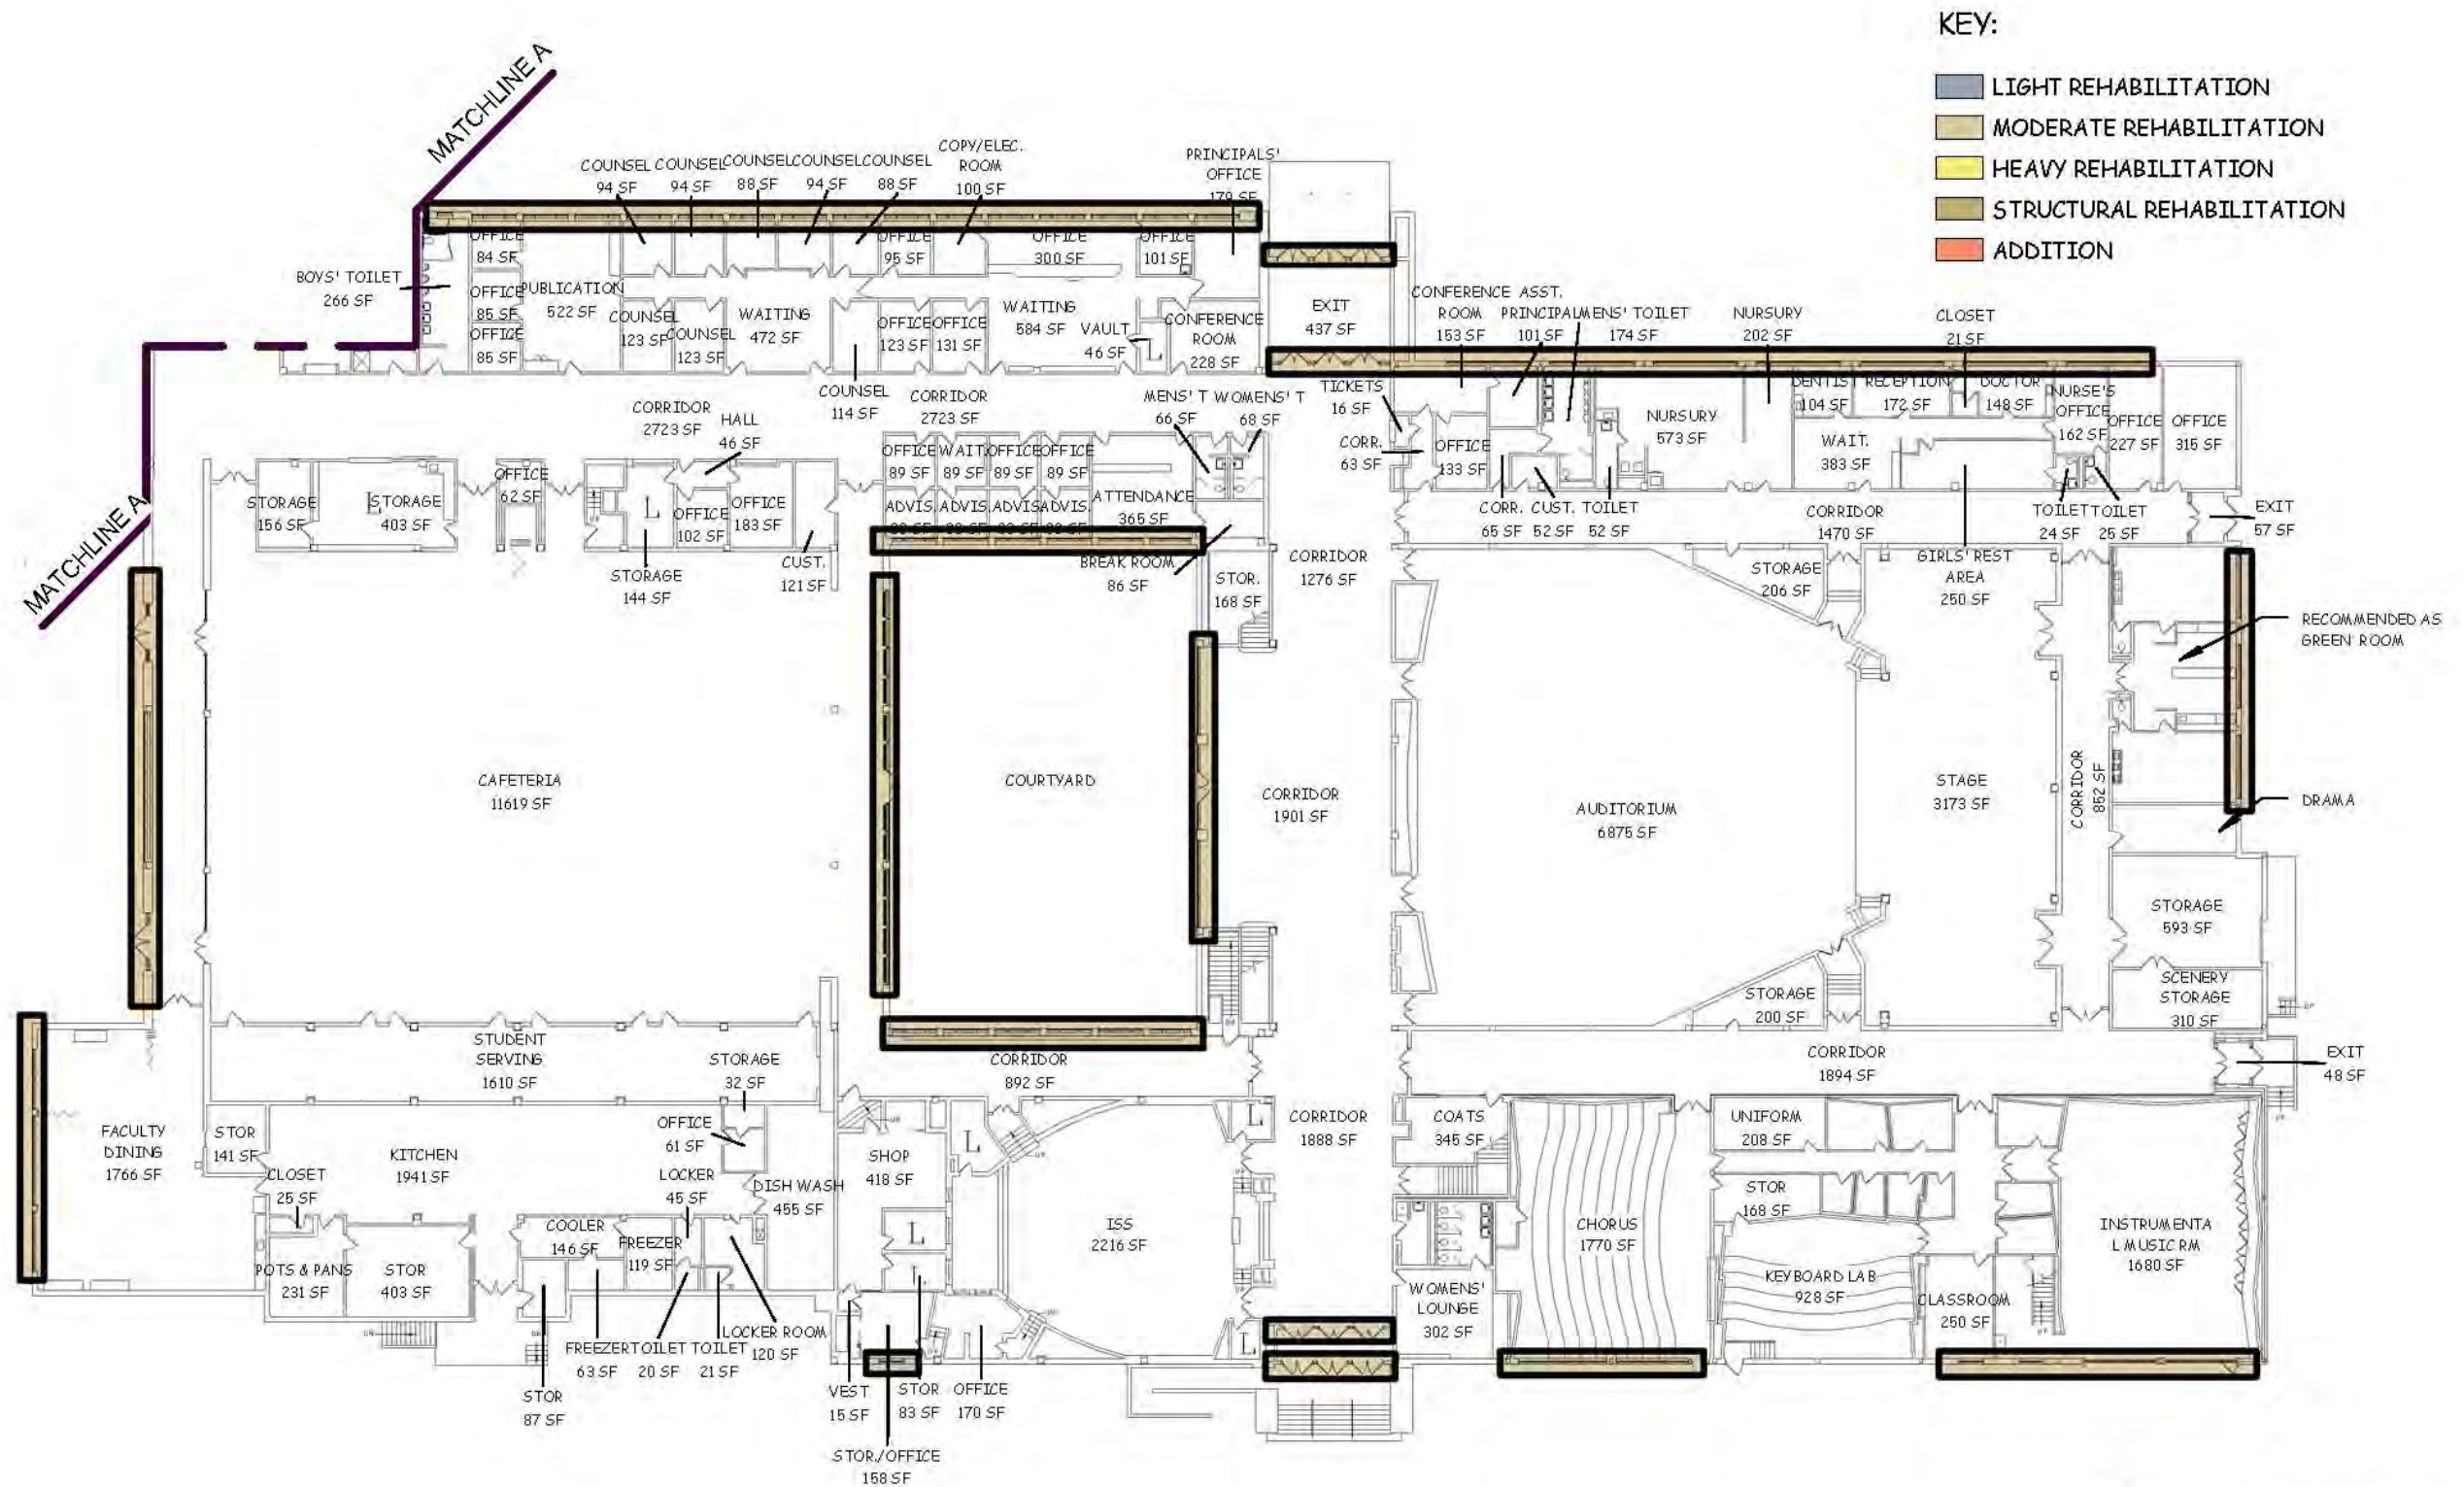 KEY:
LIGHT REHABILITATION
MODERATE REHABILITATION
HEAVY REHABILITATION
STRUCTURAL REHABILITATION
ADDITION
MATCHLINE A
MATCHLINE A
COUNSEL
94 SF
COUNSEL
94 SF
COUNSEL
88 SF
COUNSEL
94 SF
COUNSEL
88 SF
COPY/ELEC.
ROOM
100 SF
PRINCIPALS'
OFFICE
179 SF
BOYS' TOILET
266 SF
OFFICE
84 SF
OFFICE
85 SF
OFFICE
85 SF
PUBLICATION
522 SF
COUNSEL
123 SF
COUNSEL
123 SF
WAITING
472 SF
COUNSEL
114 SF
OFFICE
95 SF
OFFICE
123 SF
OFFICE
131 SF
OFFICE
300 SF
WAITING
584 SF
VAULT
46 SF
OFFICE
101 SF
CONFERENCE
ROOM
228 SF
EXIT
437 SF
CONFERENCE
ROOM
153 SF
ASST.
PRINCIPAL
101 SF
MENS' TOILET
174 SF
NURSURY
202 SF
CLOSET
21 SF
TICKETS
16 SF
CORR.
63 SF
OFFICE
133 SF
NURSURY
573 SF
DENTIST
104 SF
RECEPTION
172 SF
DOCTOR
148 SF
NURSE'S
OFFICE
162 SF
OFFICE
227 SF
OFFICE
315 SF
WAIT.
383 SF
CORR.
65 SF
CUST.
52 SF
TOILET
52 SF
CORRIDOR
1470 SF
TOILET
24 SF
TOILET
25 SF
EXIT
57 SF
GIRLS' REST
AREA
250 SF
CORRIDOR
2723 SF
HALL
46 SF
CORRIDOR
2723 SF
MENS' T
66 SF
WOMENS' T
68 SF
STORAGE
156 SF
L
STORAGE
403 SF
OFFICE
62 SF
L
STORAGE
144 SF
OFFICE
102 SF
OFFICE
183 SF
CUST.
121 SF
OFFICE
89 SF
WAIT.
89 SF
OFFICE
89 SF
OFFICE
89 SF
ADVIS.
ADVIS.
ADVIS.
ADVIS.
ATTENDANCE
365 SF
BREAK ROOM
86 SF
STOR.
168 SF
CORRIDOR
1276 SF
STORAGE
206 SF
RECOMMENDED AS
GREEN ROOM
CAFETERIA
11619 SF
COURTYARD
CORRIDOR
1901 SF
AUDITORIUM
6875 SF
STAGE
3173 SF
CORRIDOR
852 SF
DRAMA
STORAGE
593 SF
SCENERY
STORAGE
310 SF
STORAGE
200 SF
STUDENT
SERVING
1610 SF
STORAGE
32 SF
CORRIDOR
892 SF
CORRIDOR
1894 SF
EXIT
48 SF
FACULTY
DINING
1766 SF
STOR
141 SF
CLOSET
25 SF
KITCHEN
1941 SF
OFFICE
61 SF
LOCKER
45 SF
DISH WASH
455 SF
SHOP
418 SF
L
L
L
L
ISS
2216 SF
CORRIDOR
1888 SF
COATS
345 SF
UNIFORM
208 SF
STOR
168 SF
CHORUS
1770 SF
KEYBOARD LAB
928 SF
CLASSROOM
250 SF
INSTRUMENTA
L MUSIC RM
1680 SF
WOMENS'
LOUNGE
302 SF
POTS & PANS
231 SF
STOR
403 SF
COOLER
146 SF
FREEZER
119 SF
FREEZER
63 SF
TOILET
20 SF
TOILET
21 SF
LOCKER ROOM
120 SF
STOR
87 SF
VEST
15 SF
STOR
83 SF
OFFICE
170 SF
STOR./OFFICE
158 SF